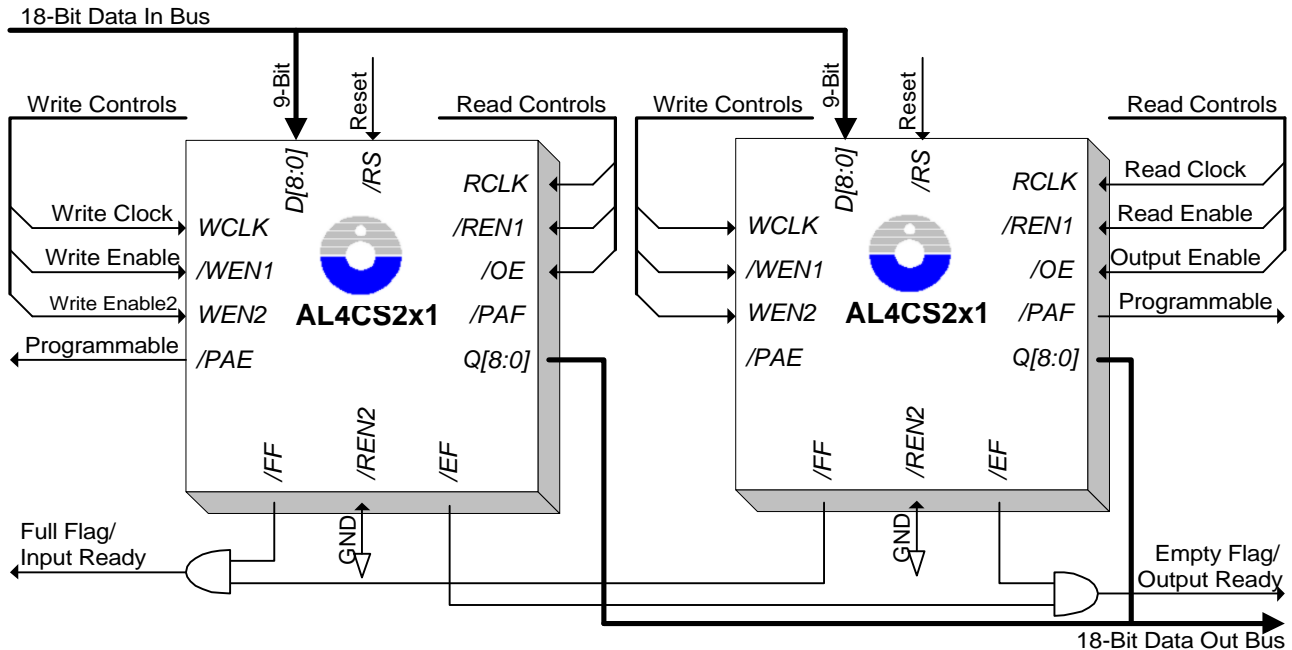 18-Bit Data In Bus
9-Bit
Reset
9-Bit
Reset
Write Controls
Read Controls
Write Controls
Read Controls
D[8:0]
/RS
D[8:0]
/RS
RCLK
RCLK
Read Clock
Write Clock
WCLK
/REN1
WCLK
/REN1
Read Enable
Write Enable
/WEN1
/OE
/WEN1
/OE
Output Enable
Write Enable2
WEN2
AL4CS2x1
/PAF
WEN2
AL4CS2x1
/PAF
Programmable
Programmable
/PAE
Q[8:0]
/PAE
Q[8:0]
/FF
/REN2
/EF
/FF
/REN2
/EF
Full Flag/
Input Ready
GND
GND
Empty Flag/
Output Ready
18-Bit Data Out Bus